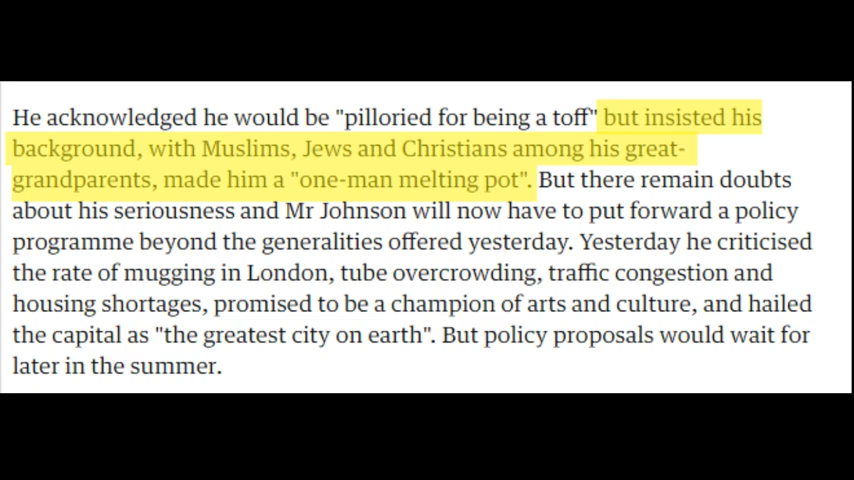 He acknowledged he would be "pilloried for being a toff" but insisted his
background, with Muslims, Jews and Christians among his great-
grandparents, made him a "one-man melting pot". But there remain doubts
about his seriousness and Mr Johnson will now have to put forward a policy
programme beyond the generalities offered yesterday. Yesterday he criticised
the rate of mugging in London, tube overcrowding, traffic congestion and
housing shortages, promised to be a champion of arts and culture, and hailed
the capital as "the greatest city on earth". But policy proposals would wait for
later in the summer.